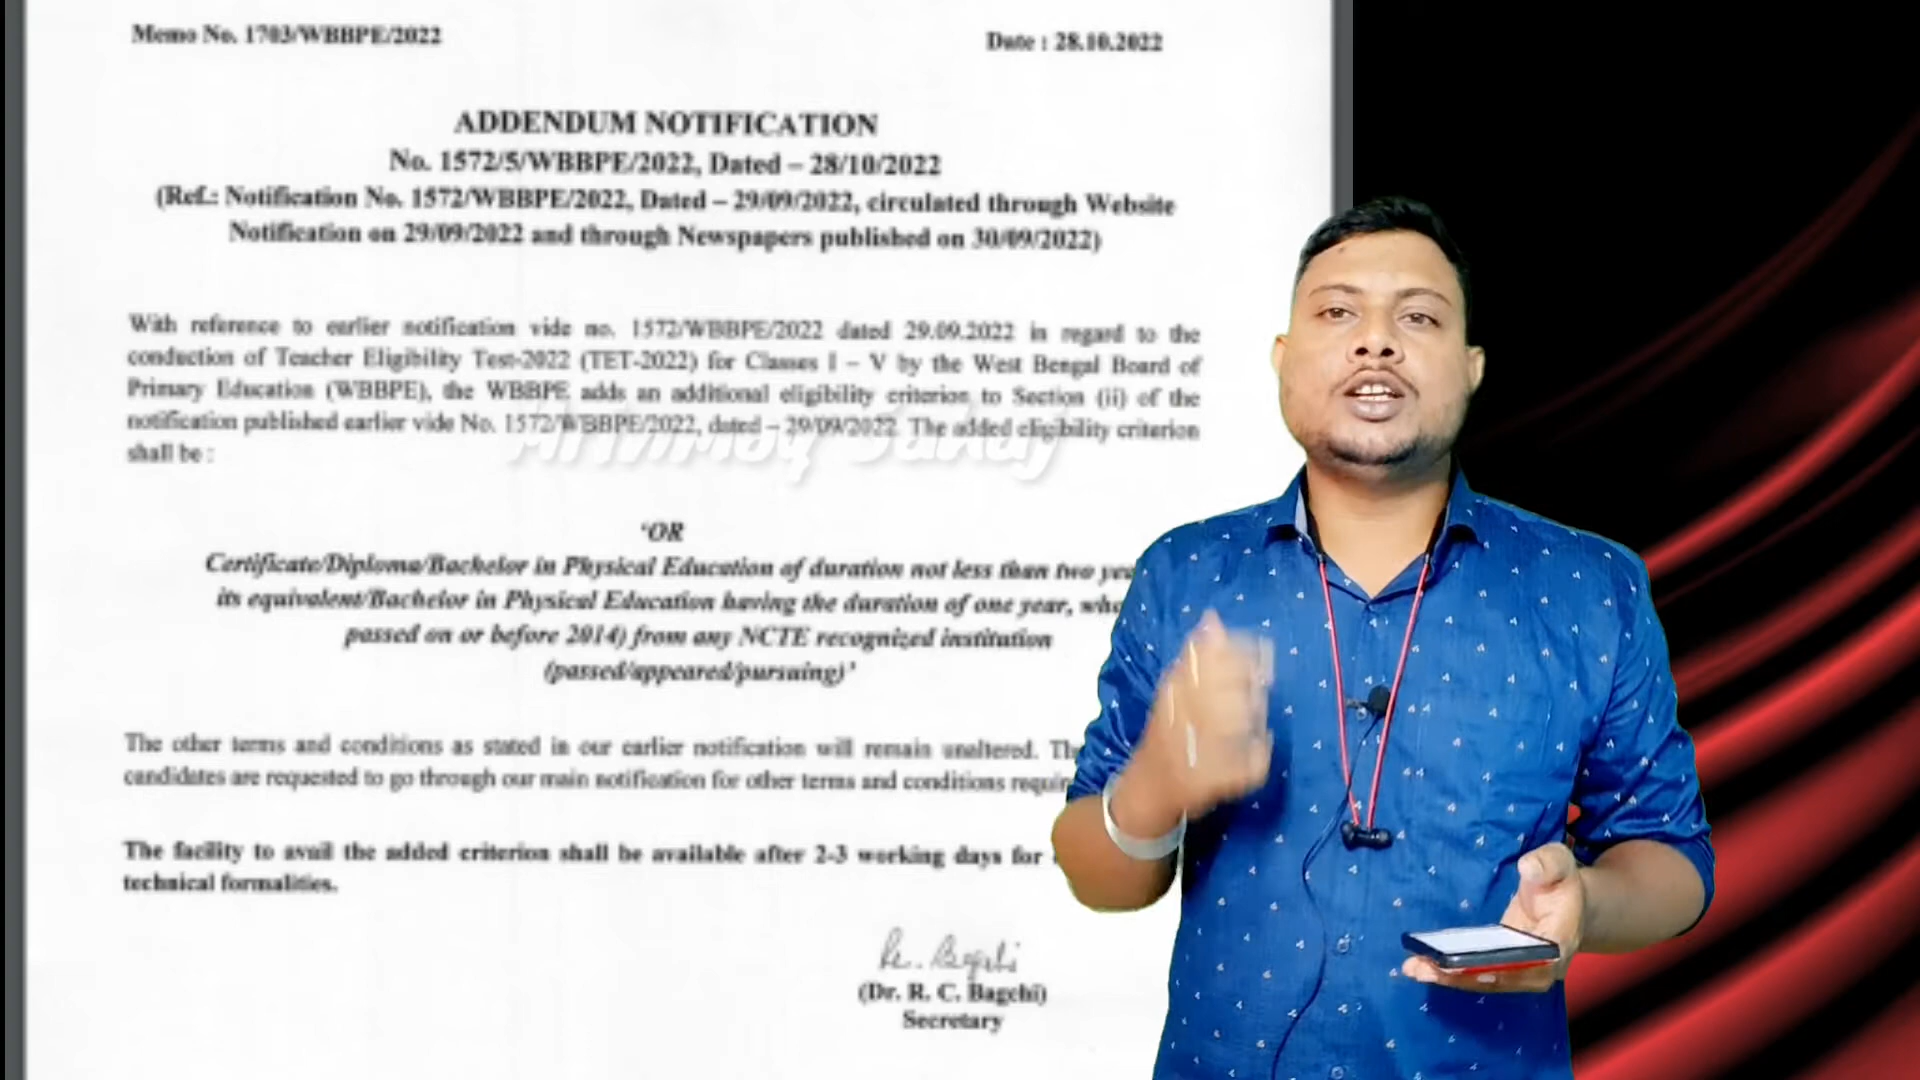 Memo No. 1703/WBBPE/2022
Date : 28.10.2022
ADDENDUM NOTIFICATION
No. 1572/5/WBBPE/2022, Dated – 28/10/2022
(Ref.: Notification No. 1572/WBBPE/2022, Dated – 29/09/2022, circulated through Website
Notification on 29/09/2022 and through Newspapers published on 30/09/2022)
With reference to earlier notification vide no. 1572/WBBPE/2022 dated 29.09.2022 in regard to the
conduction of Teacher Eligibility Test-2022 (TET-2022) for Classes I – V by the West Bengal Board of
Primary Education (WBBPE), the WBBPE adds an additional eligibility criterion to Section (ii) of the
notification published earlier vide No. 1572/WBBPE/2022, dated – 29/09/2022. The added eligibility criterion
shall be :
‘OR
Certificate/Diploma/Bachelor in Physical Education of duration not less than two
its equivalent/Bachelor in Physical Education having the duration of one year,
passed on or before 2014) from any NCTE recognized institution
(passed/appeared/pursuing)’
The other terms and conditions as stated in our earlier notification will remain unaltered.
candidates are requested to go through our main notification for other terms and conditions
The facility to avail the added criterion shall be available after 2-3 working days for
technical formalities.
(Dr. R. C. Bagchi)
Secretary